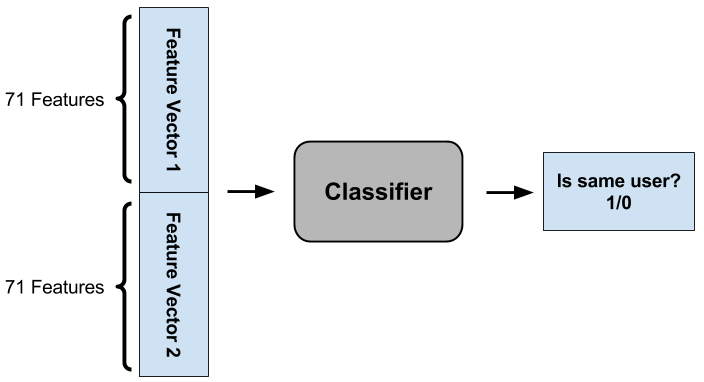 71 Features
Feature Vector 1
Classifier
Is same user?
1/0
71 Features
Feature Vector 2